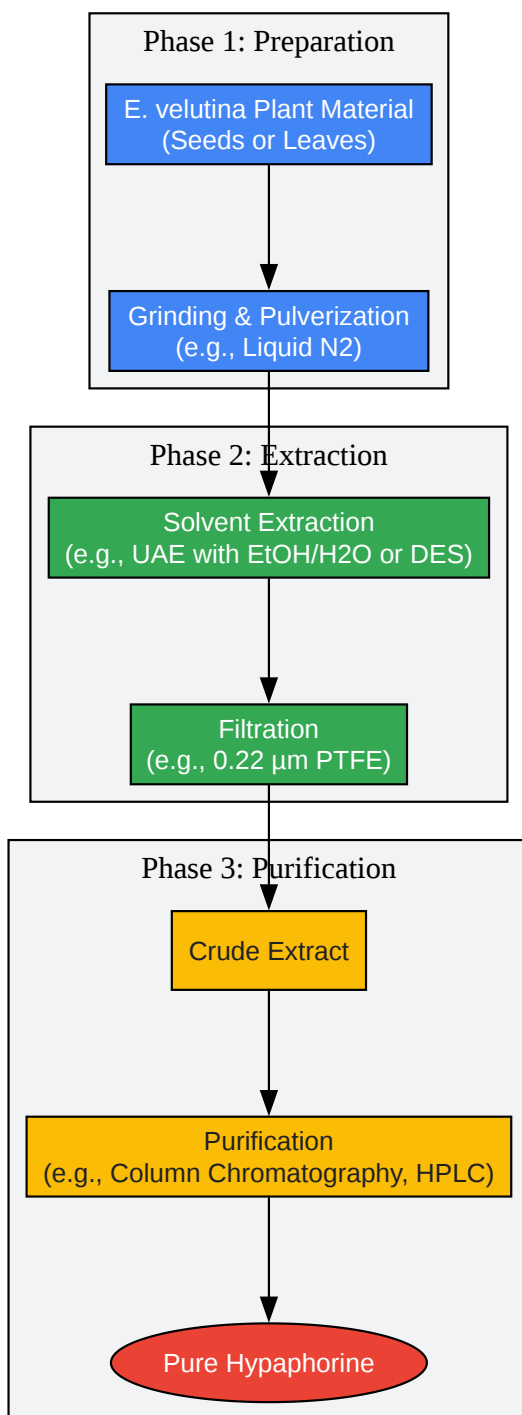 Phase 1: Preparation
E. velutina Plant Material
(Seeds or Leaves)
Grinding & Pulverization
(e.g., Liquid N2)
Phase 2: Extraction
Solvent Extraction
(e.g., UAE with EtOH/H2O or DES)
Filtration
(e.g., 0.22 µm PTFE)
Phase 3: Purification
Crude Extract
Purification
(e.g., Column Chromatography, HPLC)
Pure Hypaphorine